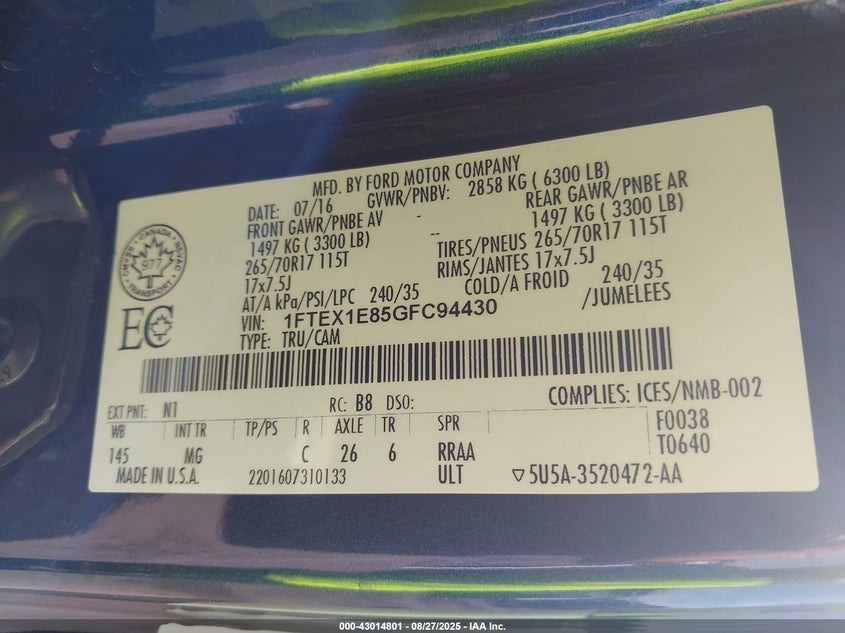 MFD. BY FORD MOTOR COMPANY
DATE: 07/16 GVWR/PNBV: 2858 KG ( 6300 LB)
FRONT GAWR/PNBE AV - REAR GAWR/PNBE AR
1497 KG ( 3300 LB) -- 1497 KG ( 3300 LB)
265/70R17 115T TIRES/PNEUS 265/70R17 115T
17x7.5J RIMS/JANTES 17x7.5J
AT/A kPa/PSI/LPC 240/35 COLD/A FROID 240/35
VIN: 1FTEX1E85GFC94430 /JUMELEES
TYPE: TRU/CAM
CANADA
TRANSPORT
977
EC
EXT PNT: N1 RC: B8 DSO: COMPLIES: ICES/NMB-002
WB INT TR TP/PS R AXLE TR SPR F0038
145 MG C 26 6 RRAA T0640
MADE IN U.S.A. 2201607310133 ULT ▽5U5A-3520472-AA
000-43014801 - 08/27/2025 - IAA Inc.